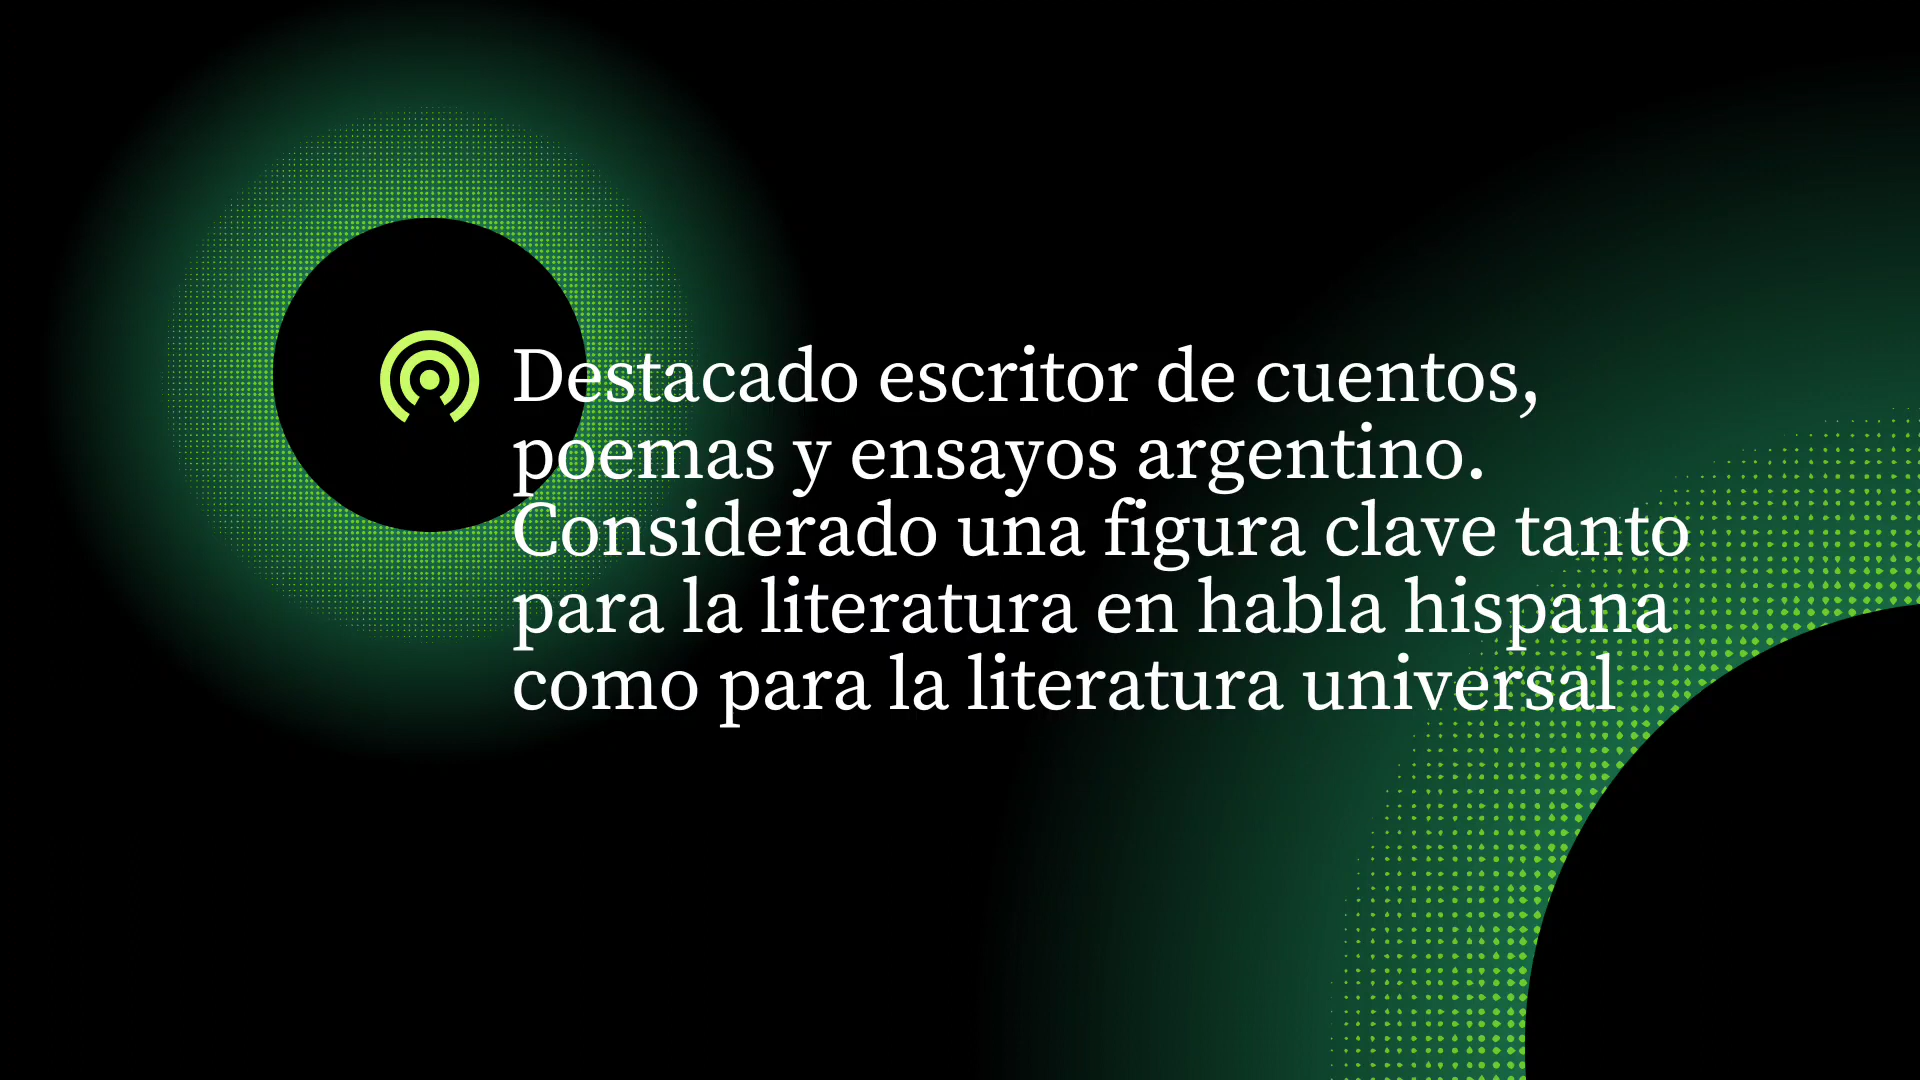 Destacado escritor de cuentos,
poemas y ensayos argentino.
Considerado una figura clave tanto
para la literatura en habla hispana
como para la literatura universal